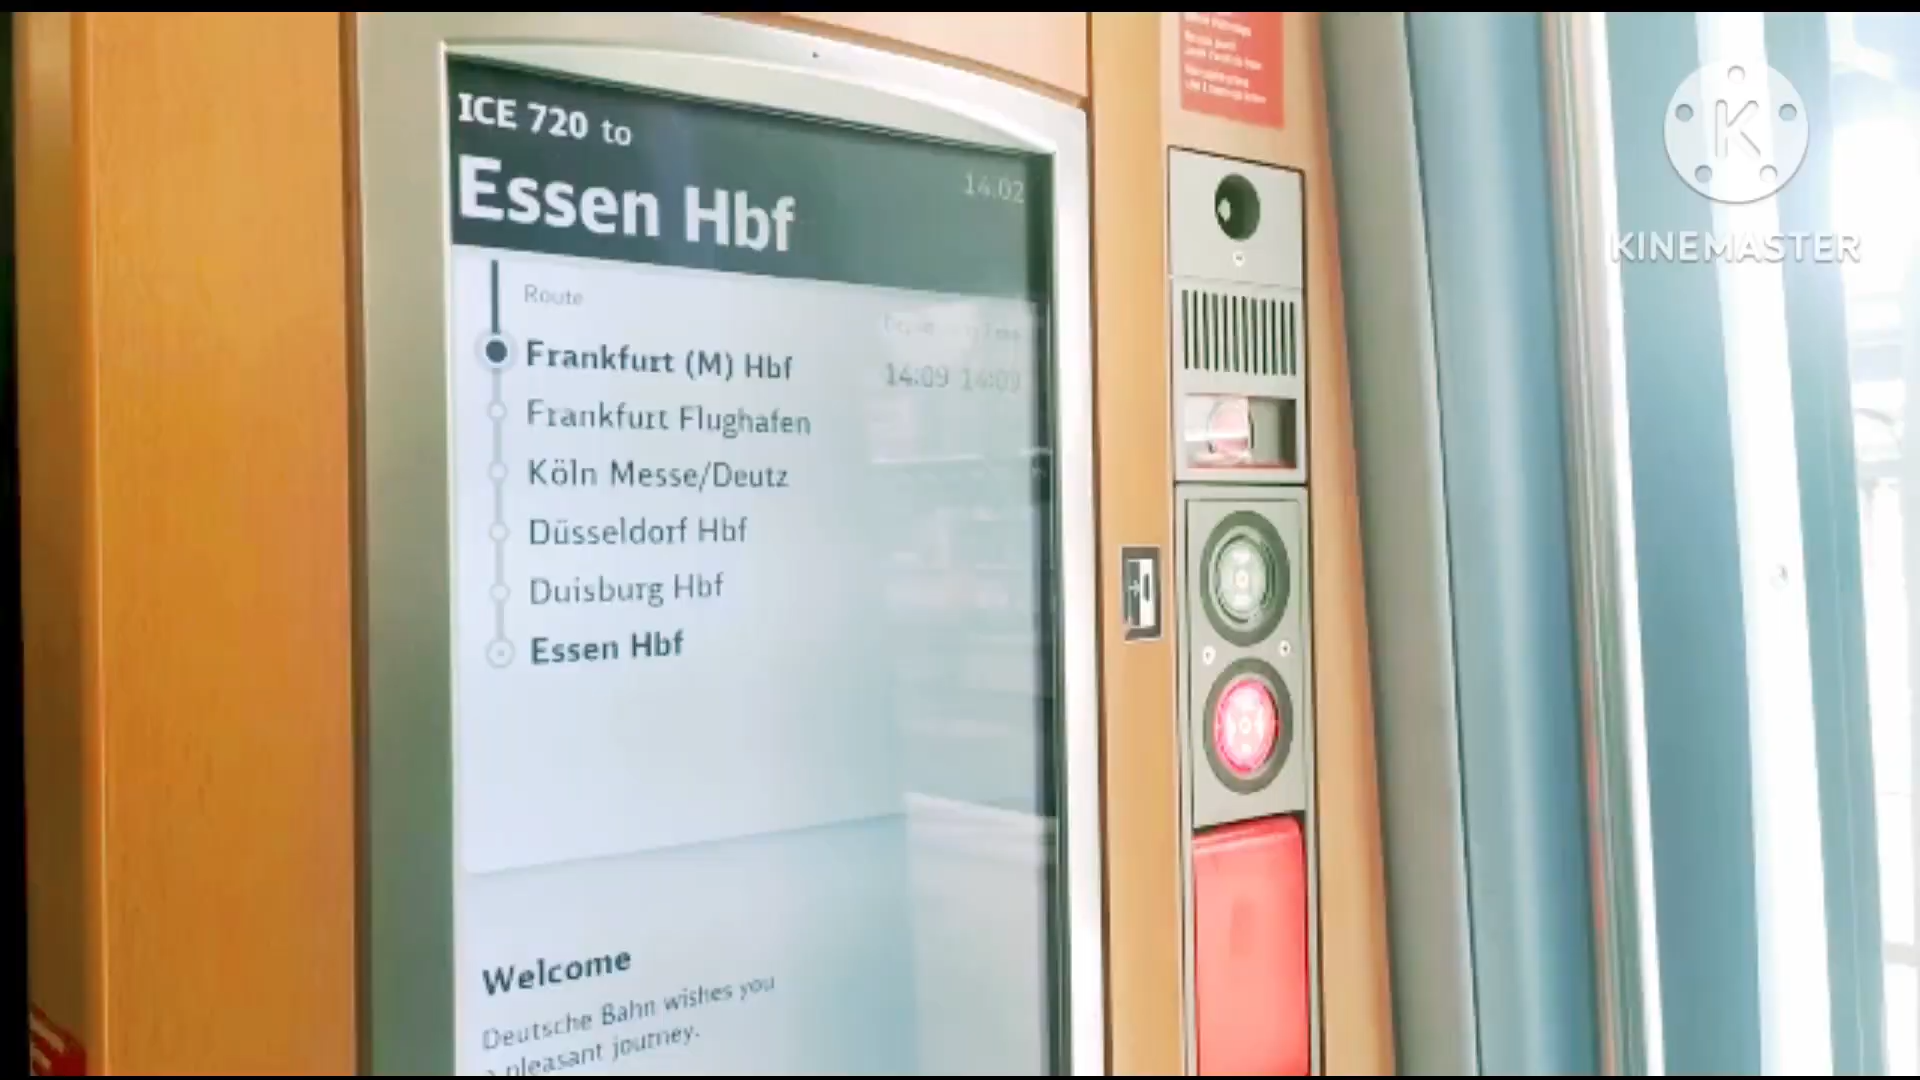 ICE 720 to
Essen Hbf
14.02
Route
Frankfurt (M) Hbf
14:09 14:09
Frankfurt Flughafen
Köln Messe/Deutz
Düsseldorf Hbf
Duisburg Hbf
Essen Hbf
Welcome
Deutsche Bahn wishes you
a pleasant journey.
K
KINEMASTER